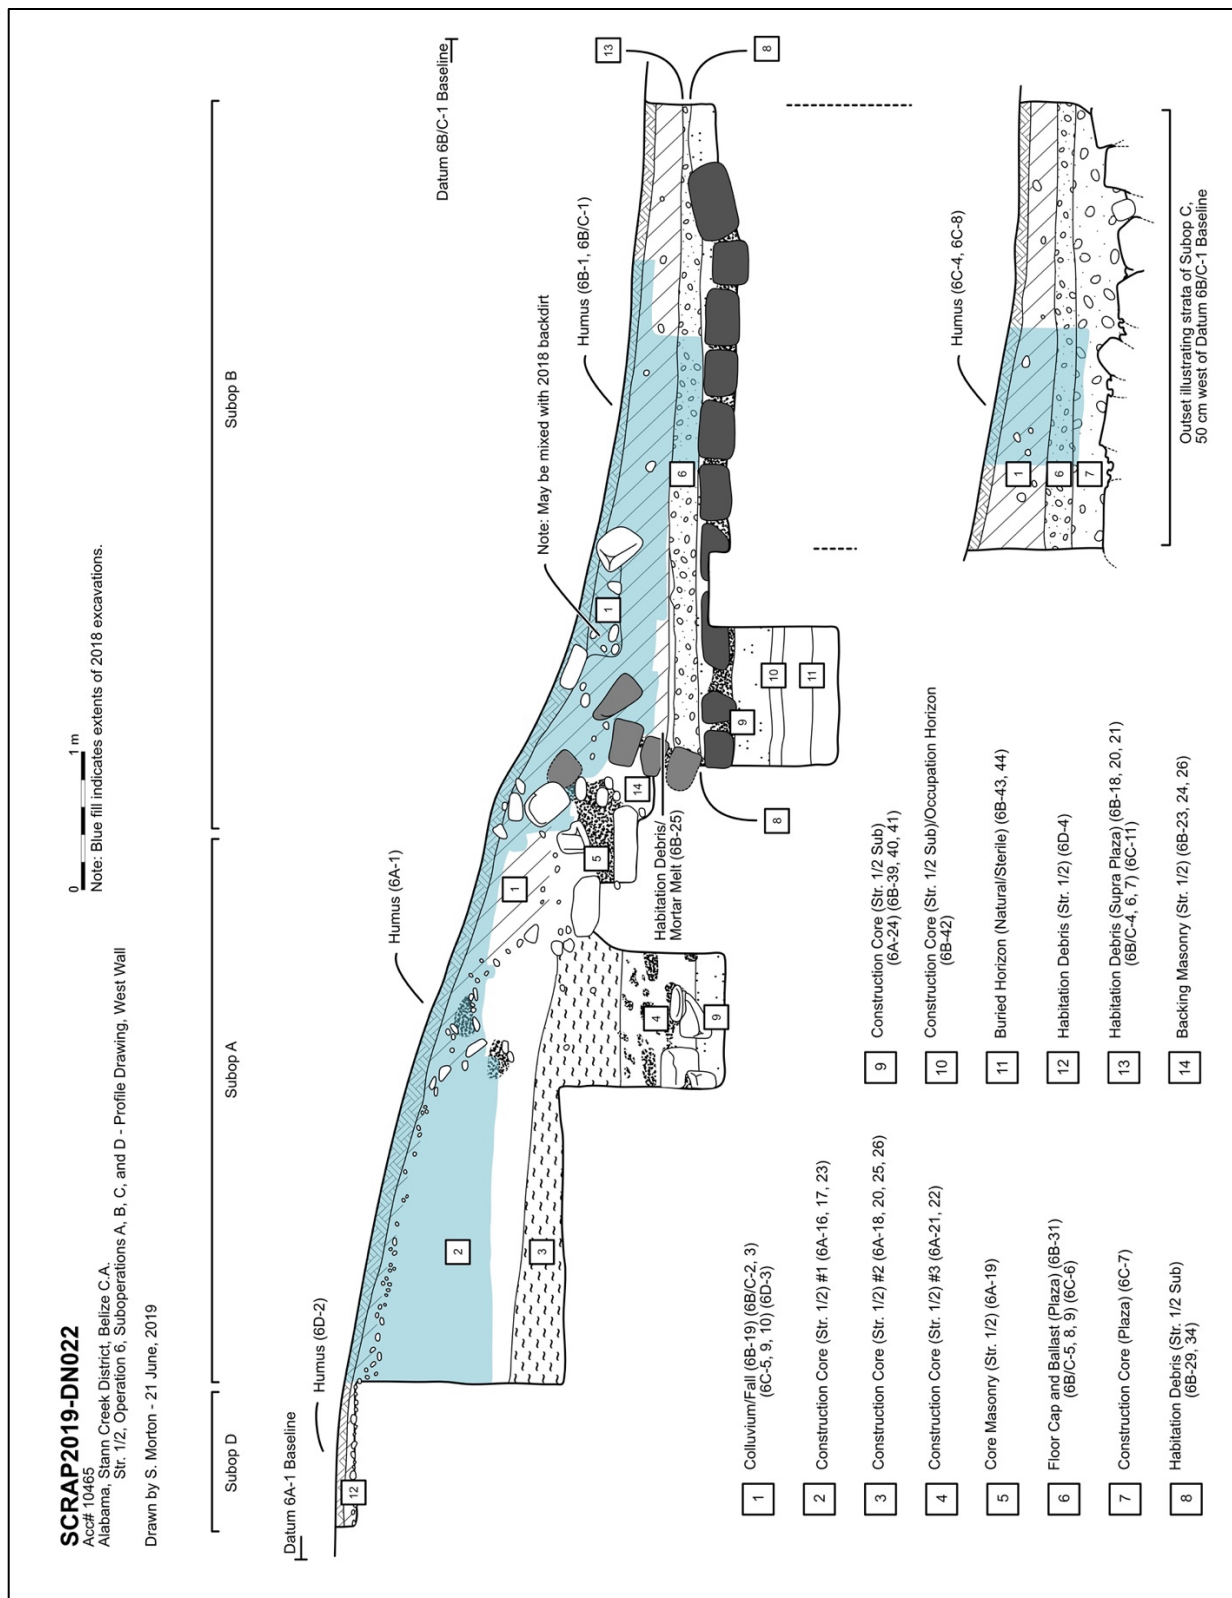 SCRAP2019-DN022
Acc# 10465
Alabama, Stann Creek District, Belize C.A.
Str. 1/2, Operation 6, Suboperations A, B, C, and D - Profile Drawing, West Wall
Drawn by S. Morton - 21 June, 2019
0 1 m
Note: Blue fill indicates extents of 2018 excavations.
Subop D
Subop A
Subop B
Datum 6A-1 Baseline
Humus (6D-2)
Humus (6A-1)
Note: May be mixed with 2018 backdirt
Humus (6B-1, 6B/C-1)
Datum 6B/C-1 Baseline
12
2
3
1
5
4
9
14
1
6
9
10
11
8
13
8
Habitation Debris/
Mortar Melt (6B-25)
Humus (6C-4, 6C-8)
1
6
7
Outset illustrating strata of Subop C,
50 cm west of Datum 6B/C-1 Baseline
1 Colluvium/Fall (6B-19) (6B/C-2, 3)
(6C-5, 9, 10) (6D-3)
2 Construction Core (Str. 1/2) #1 (6A-16, 17, 23)
3 Construction Core (Str. 1/2) #2 (6A-18, 20, 25, 26)
4 Construction Core (Str. 1/2) #3 (6A-21, 22)
5 Core Masonry (Str. 1/2) (6A-19)
6 Floor Cap and Ballast (Plaza) (6B-31)
(6B/C-5, 8, 9) (6C-6)
7 Construction Core (Plaza) (6C-7)
8 Habitation Debris (Str. 1/2 Sub)
(6B-29, 34)
9 Construction Core (Str. 1/2 Sub)
(6A-24) (6B-39, 40, 41)
10 Construction Core (Str. 1/2 Sub)/Occupation Horizon
(6B-42)
11 Buried Horizon (Natural/Sterile) (6B-43, 44)
12 Habitation Debris (Str. 1/2) (6D-4)
13 Habitation Debris (Supra Plaza) (6B-18, 20, 21)
(6B/C-4, 6, 7) (6C-11)
14 Backing Masonry (Str. 1/2) (6B-23, 24, 26)